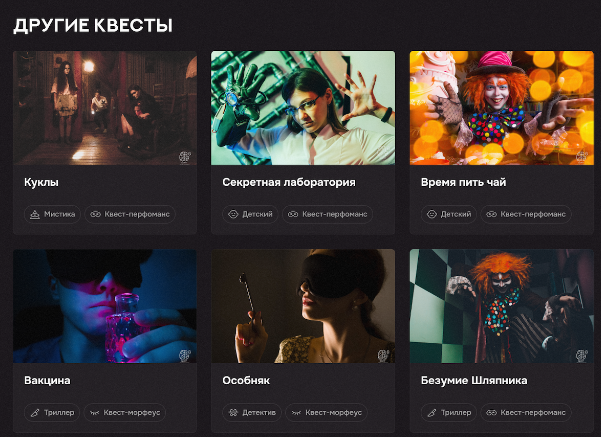 ДРУГИЕ КВЕСТЫ
Куклы
Мистика Квест-перфоманс
Секретная лаборатория
Детский Квест-перфоманс
Время пить чай
Детский Квест-перфоманс
Вакцина
Триллер Квест-морфеус
Особняк
Детектив Квест-морфеус
Безумие Шляпника
Триллер Квест-перфоманс